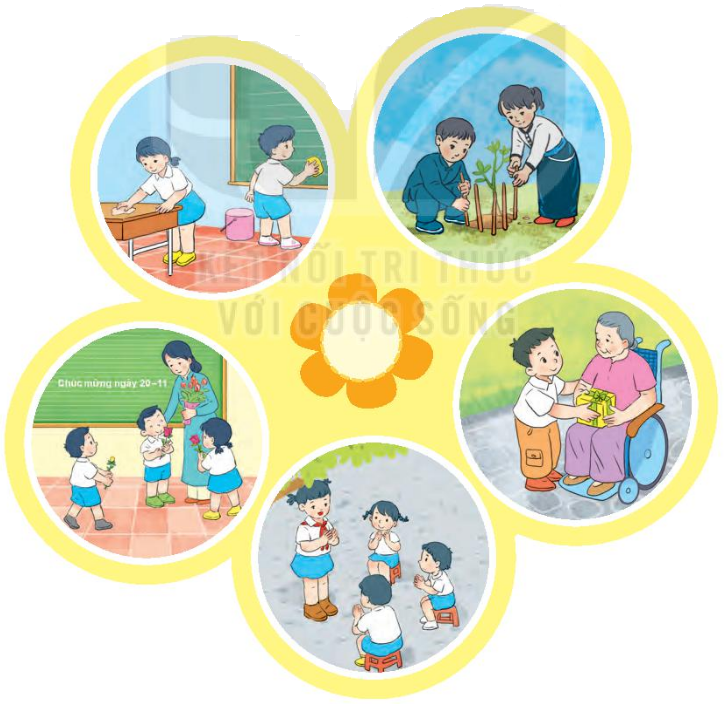 KẾT NỐI TRI THỨC
VỚI CUỘC SỐNG
Chúc mừng ngày 20-11